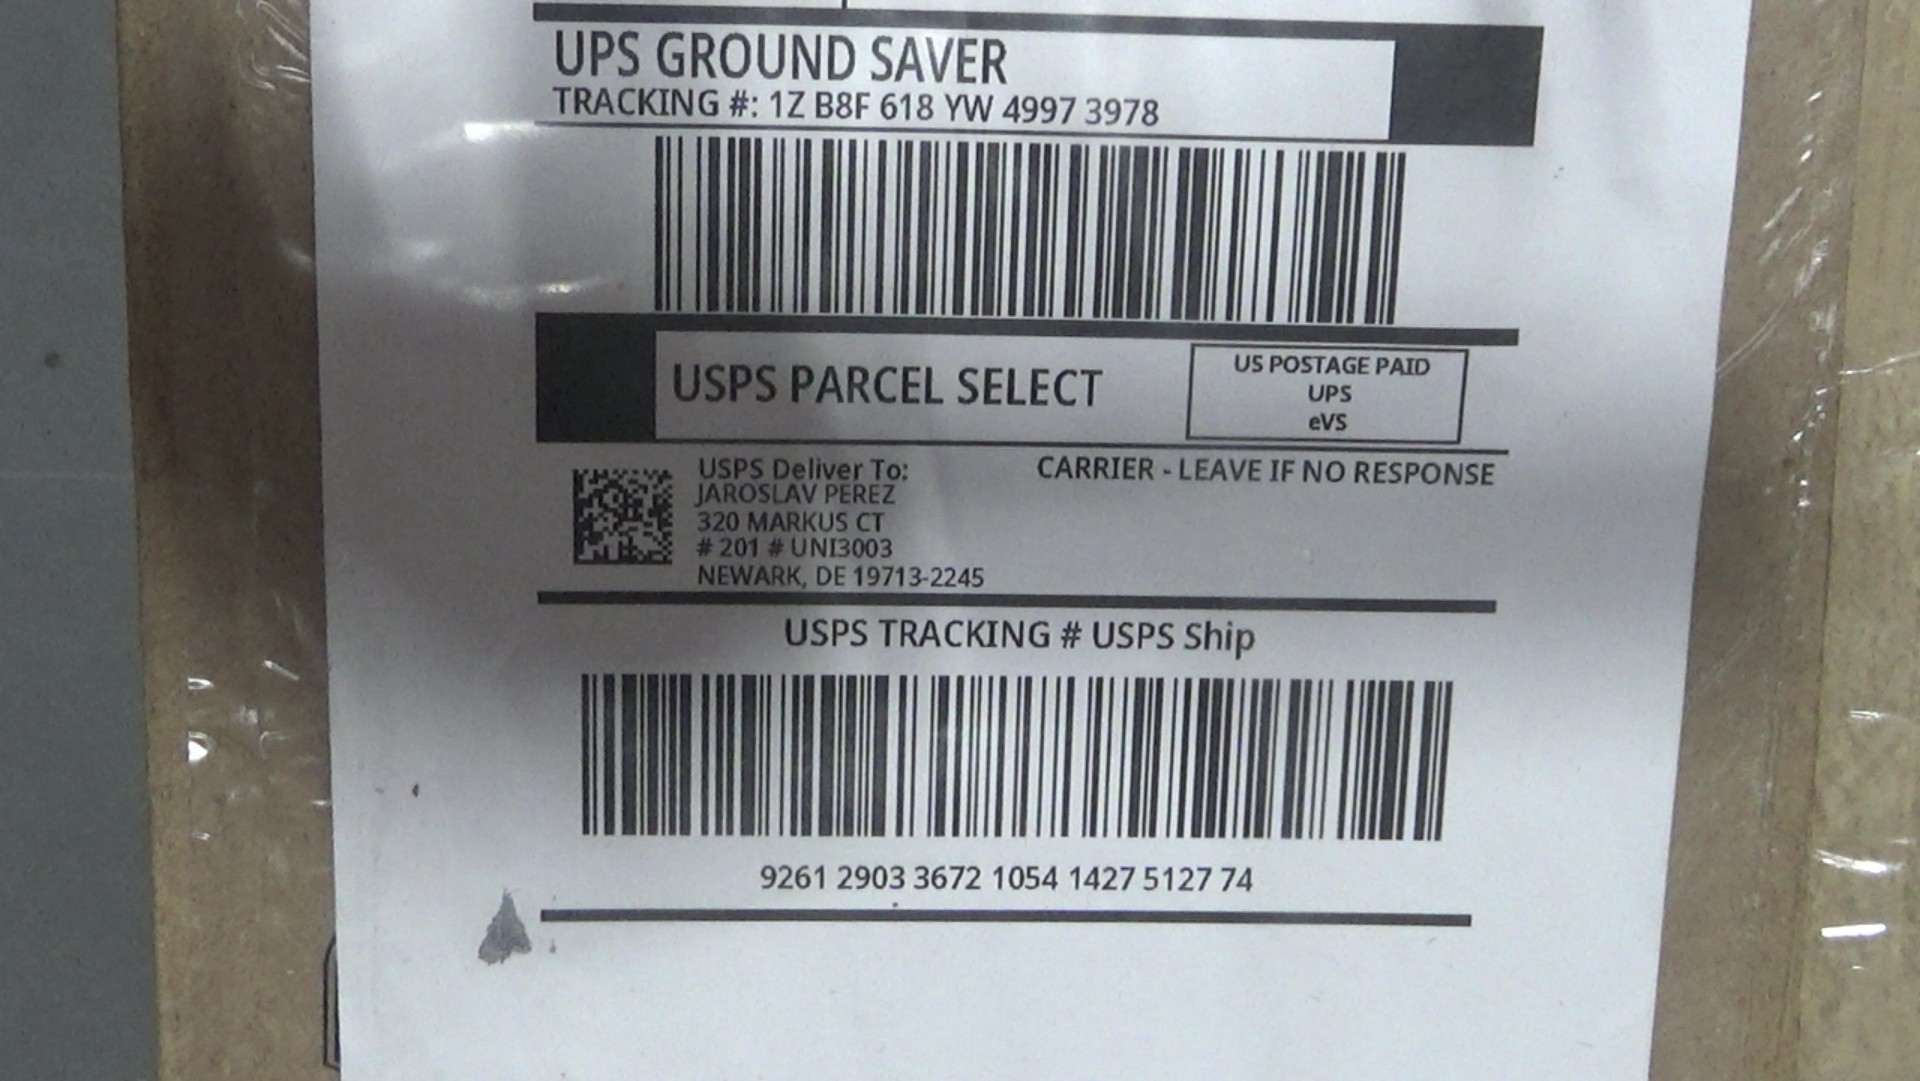 UPS GROUND SAVER
TRACKING #: 1Z B8F 618 YW 4997 3978
USPS PARCEL SELECT
US POSTAGE PAID
UPS
eVS
USPS Deliver To:
CARRIER - LEAVE IF NO RESPONSE
JAROSLAV PEREZ
320 MARKUS CT
# 201 # UNI3003
NEWARK, DE 19713-2245
USPS TRACKING # USPS Ship
9261 2903 3672 1054 1427 5127 74